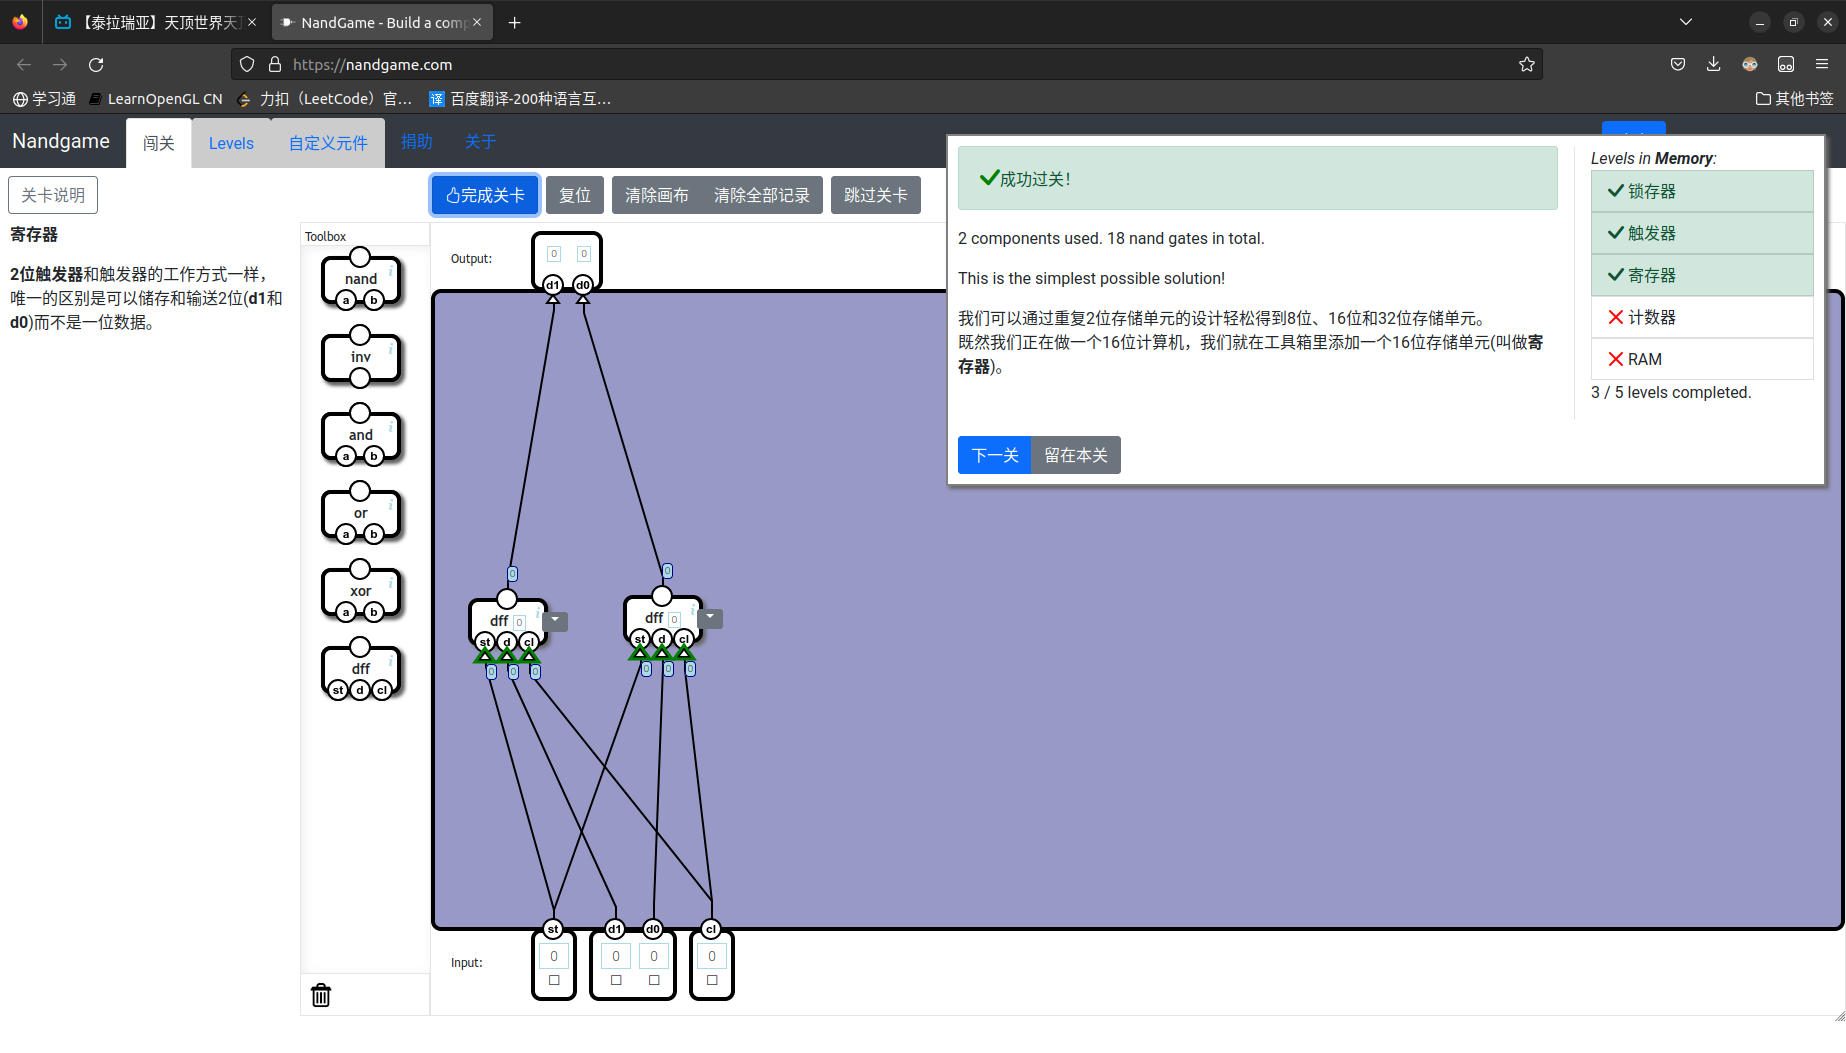 【泰拉瑞亚】天顶世界天
NandGame - Build a comp
https://nandgame.com
学习通
LearnOpenGL CN
力扣（LeetCode）官…
译
百度翻译-200种语言互…
其他书签
Nandgame
闯关
Levels
自定义元件
捐助
关于
关卡说明
完成关卡
复位
清除画布
清除全部记录
跳过关卡
寄存器
2位触发器和触发器的工作方式一样，
唯一的区别是可以储存和输送2位(d1和
d0)而不是一位数据。
Toolbox
nand
a b
inv
and
a b
or
a b
xor
a b
dff
st d cl
Output:
0 0
d1 d0
0
0
dff 0
st d cl
0 0 0
dff 0
st d cl
0 0 0
st d1 d0 cl
Input:
0 0 0 0
成功过关！
2 components used. 18 nand gates in total.
This is the simplest possible solution!
我们可以通过重复2位存储单元的设计轻松得到8位、16位和32位存储单元。
既然我们正在做一个16位计算机，我们就在工具箱里添加一个16位存储单元(叫做寄
存器)。
下一关
留在本关
Levels in Memory:
锁存器
触发器
寄存器
计数器
RAM
3 / 5 levels completed.